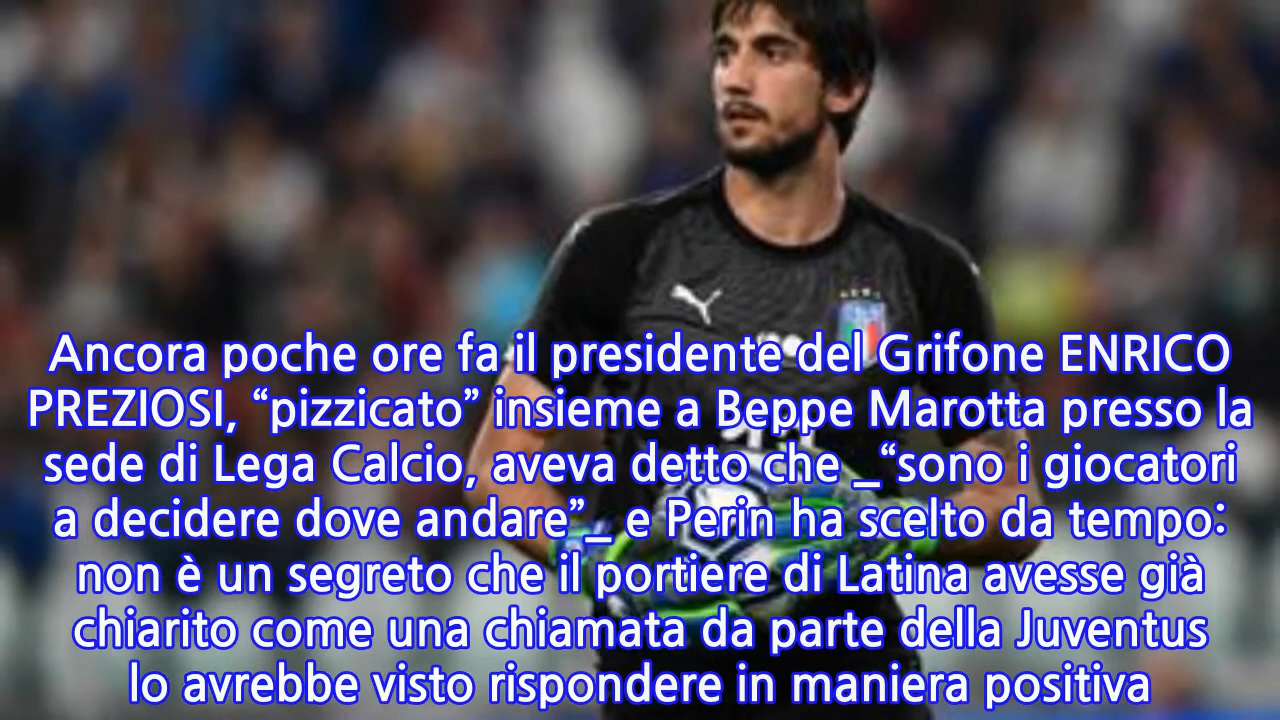 Ancora poche ore fa il presidente del Grifone ENRICO
PREZIOSI, “pizzicato” insieme a Beppe Marotta presso la
sede di Lega Calcio, aveva detto che _ “sono i giocatori
a decidere dove andare”_ e Perin ha scelto da tempo:
non è un segreto che il portiere di Latina avesse già
chiarito come una chiamata da parte della Juventus
lo avrebbe visto rispondere in maniera positiva